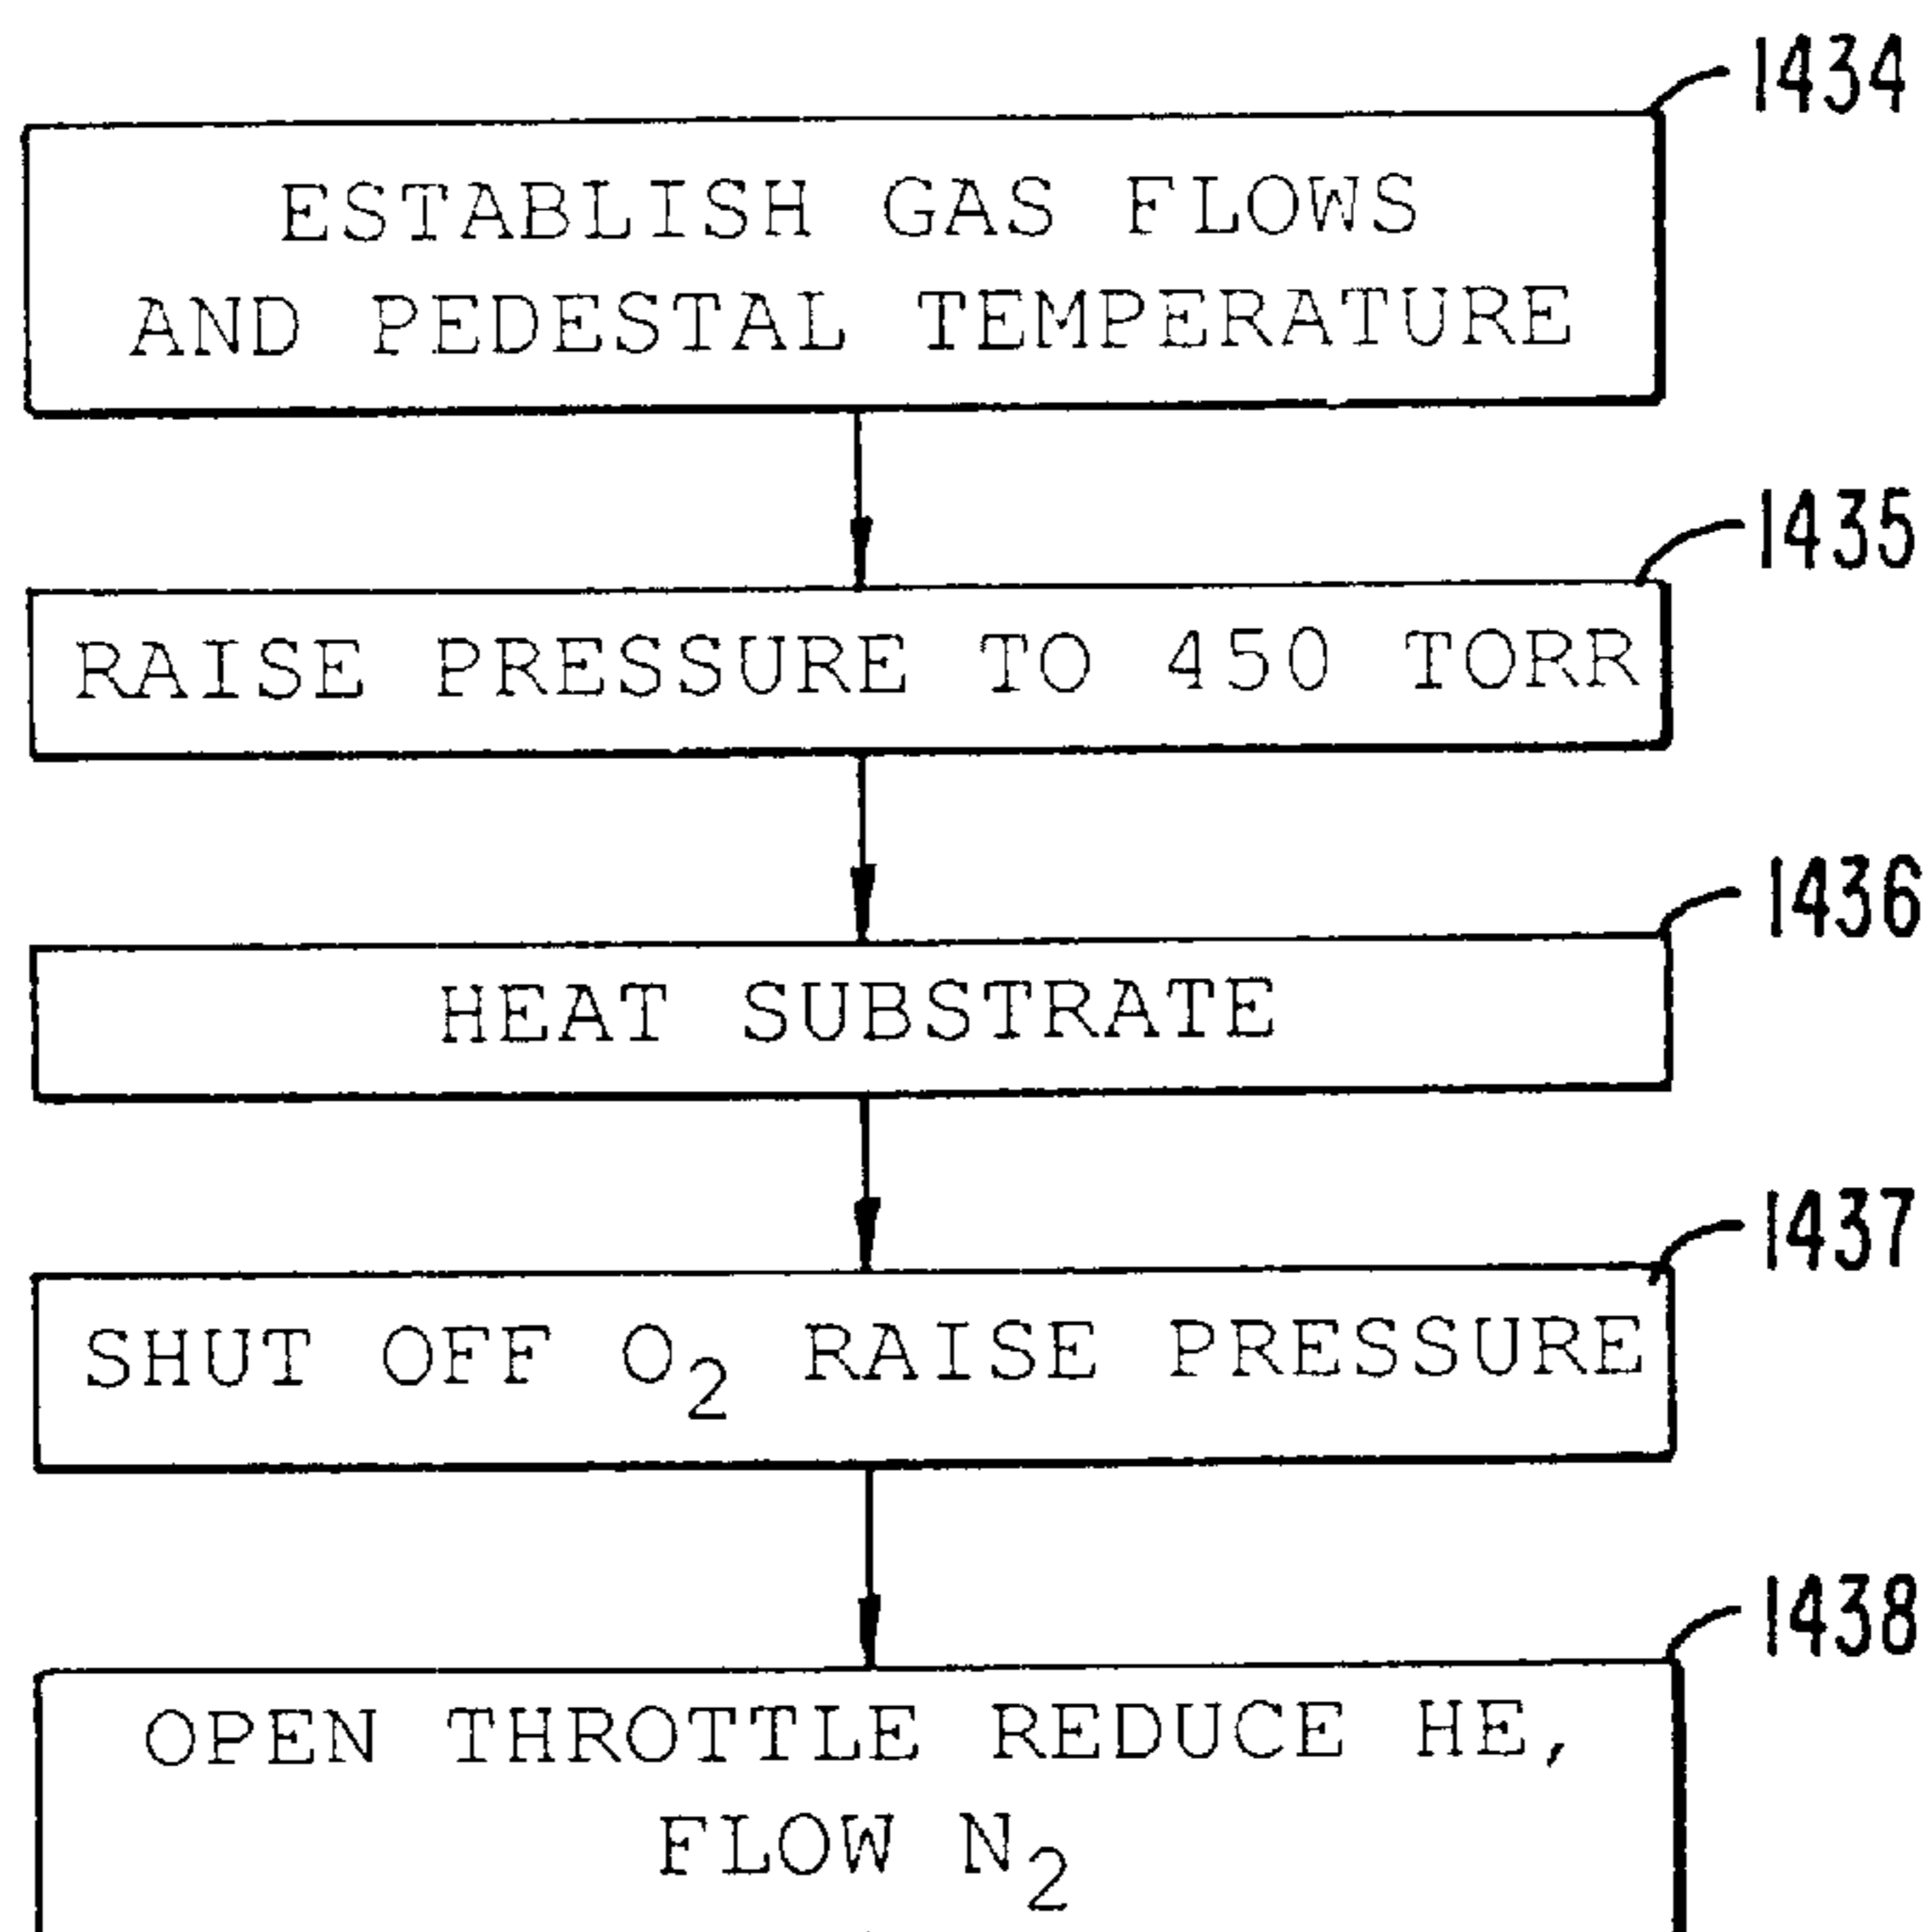 1434
ESTABLISH GAS FLOWS
AND PEDESTAL TEMPERATURE
1435
RAISE PRESSURE TO 450 TORR
1436
HEAT SUBSTRATE
1437
SHUT OFF O₂ RAISE PRESSURE
1438
OPEN THROTTLE REDUCE HE,
FLOW N₂